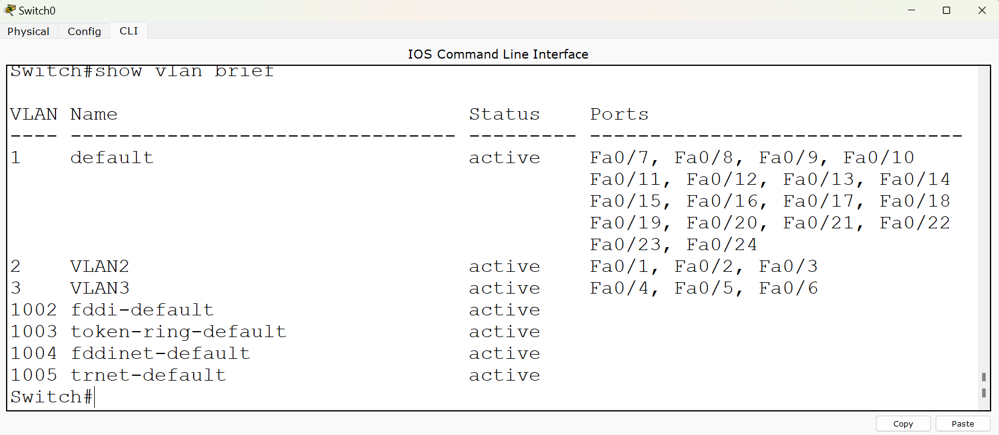 Switch0
Physical Config CLI
IOS Command Line Interface
Switch#show vlan brief
VLAN Name Status Ports
---- -------------------------------- --------- -------------------------------
1 default active Fa0/7, Fa0/8, Fa0/9, Fa0/10
Fa0/11, Fa0/12, Fa0/13, Fa0/14
Fa0/15, Fa0/16, Fa0/17, Fa0/18
Fa0/19, Fa0/20, Fa0/21, Fa0/22
Fa0/23, Fa0/24
2 VLAN2 active Fa0/1, Fa0/2, Fa0/3
3 VLAN3 active Fa0/4, Fa0/5, Fa0/6
1002 fddi-default active
1003 token-ring-default active
1004 fddinet-default active
1005 trnet-default active
Switch#
Copy Paste